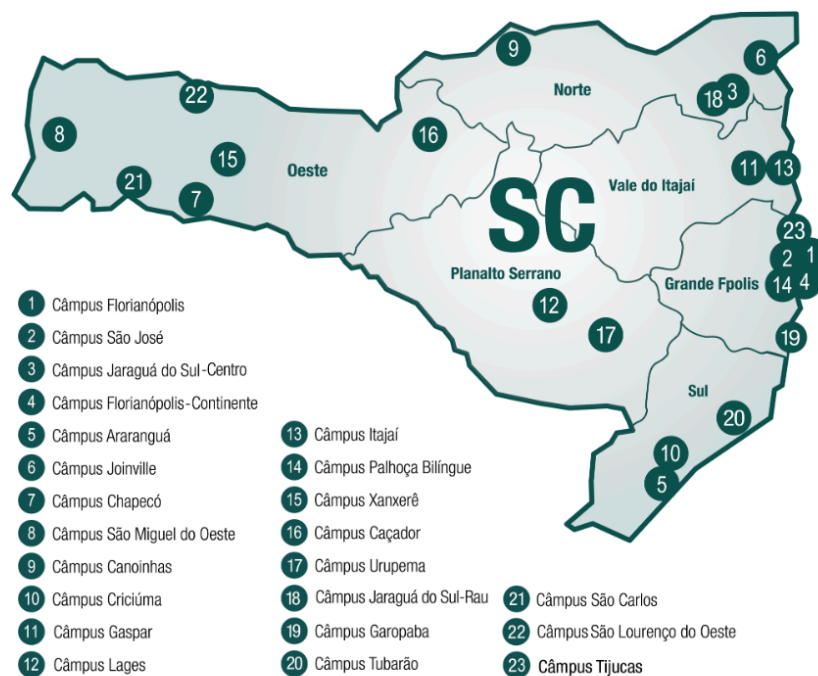 9
6
Norte
3
18
22
8
16
15
Oeste
11
13
Vale do Itajaí
21
7
SC
23
2
1
Planalto Serrano
Grande Fpolis
14
4
12
17
19
Sul
20
10
5
1 Câmpus Florianópolis
2 Câmpus São José
3 Câmpus Jaraguá do Sul-Centro
4 Câmpus Florianópolis-Continente
5 Câmpus Araranguá
6 Câmpus Joinville
7 Câmpus Chapecó
8 Câmpus São Miguel do Oeste
9 Câmpus Canoinhas
10 Câmpus Criciúma
11 Câmpus Gaspar
12 Câmpus Lages
13 Câmpus Itajaí
14 Câmpus Palhoça Bilíngue
15 Câmpus Xanxerê
16 Câmpus Caçador
17 Câmpus Urupema
18 Câmpus Jaraguá do Sul-Rau
19 Câmpus Garopaba
20 Câmpus Tubarão
21 Câmpus São Carlos
22 Câmpus São Lourenço do Oeste
23 Câmpus Tijucas